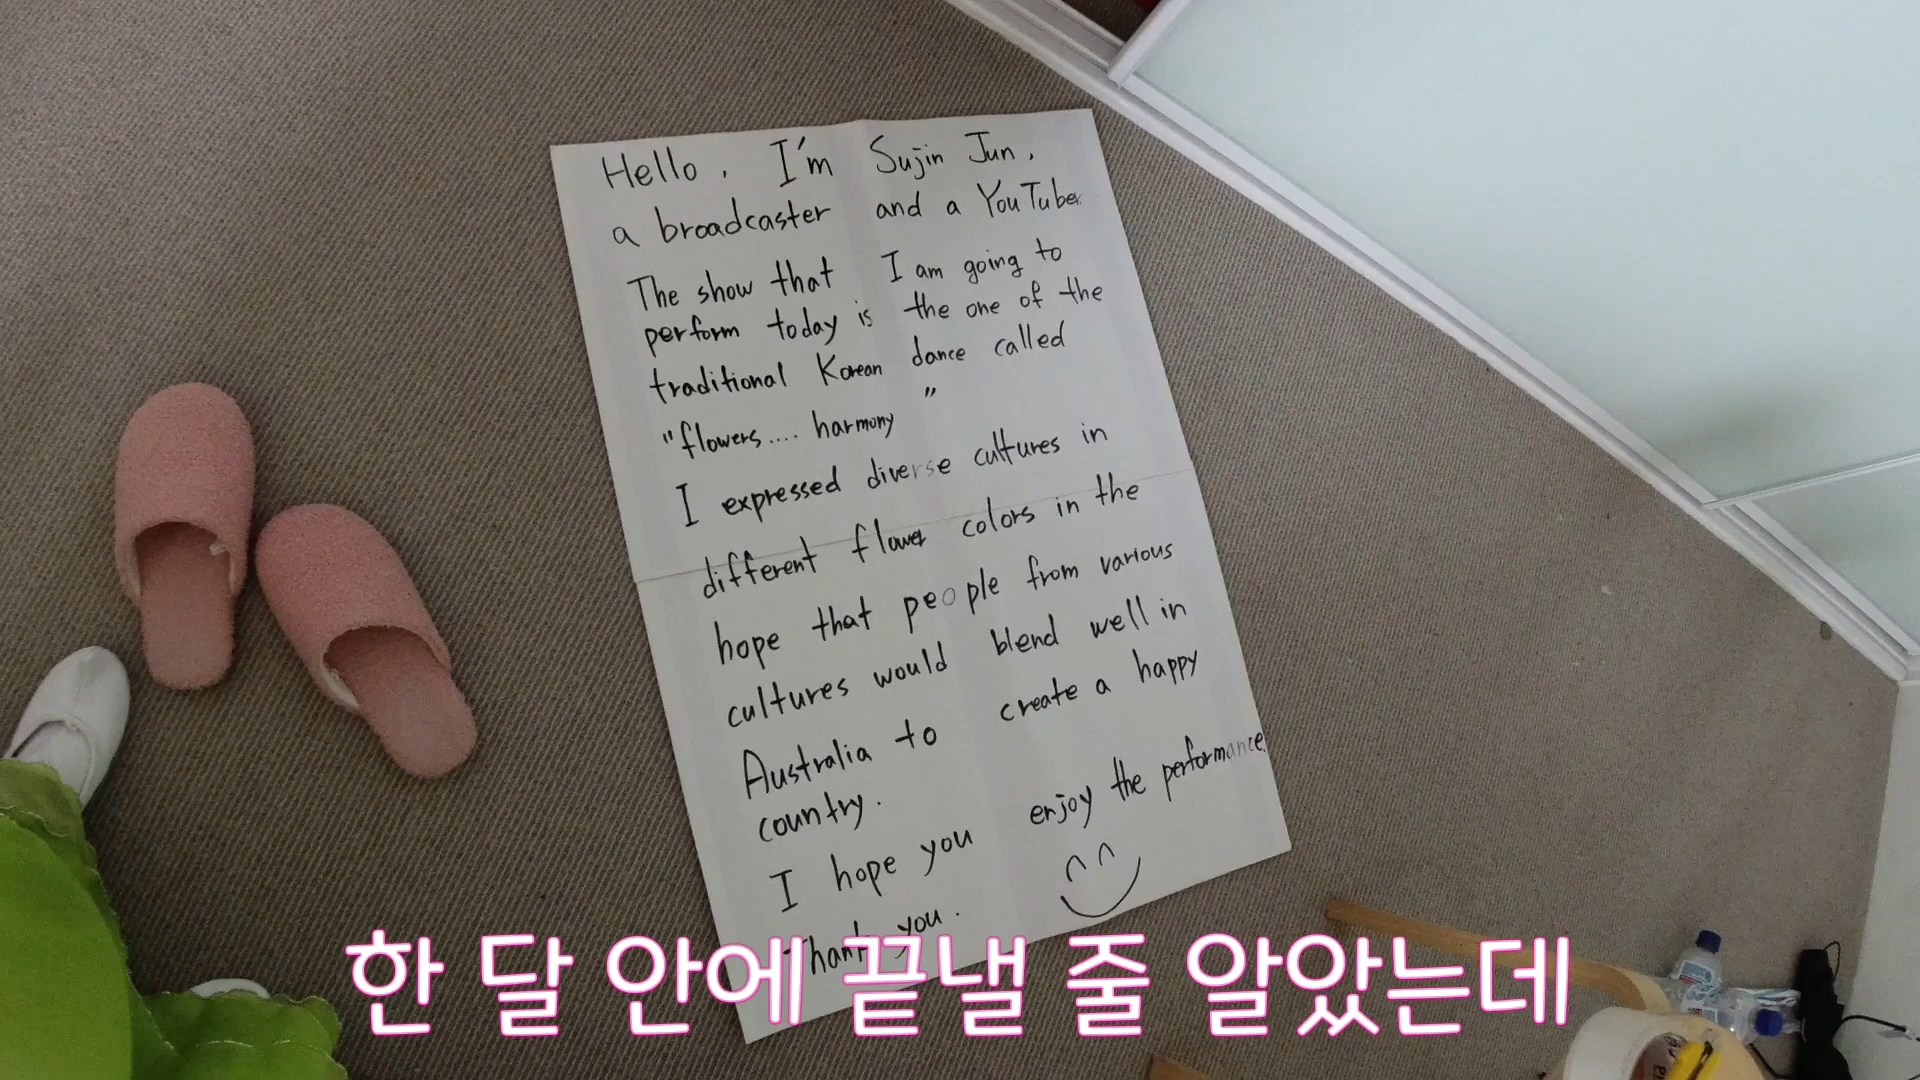 Hello, I'm Sujin Jun,
a broadcaster and a YouTuber
The show that I am going to
perform today is the one of the
traditional Korean dance called
"flowers.... harmony "
I expressed diverse cultures in
different flower colors in the
hope that people from various
cultures would blend well in
Australia to create a happy
country.
I hope you enjoy the performance.
Thank you.
한 달 안에 끝낼 줄 알았는데